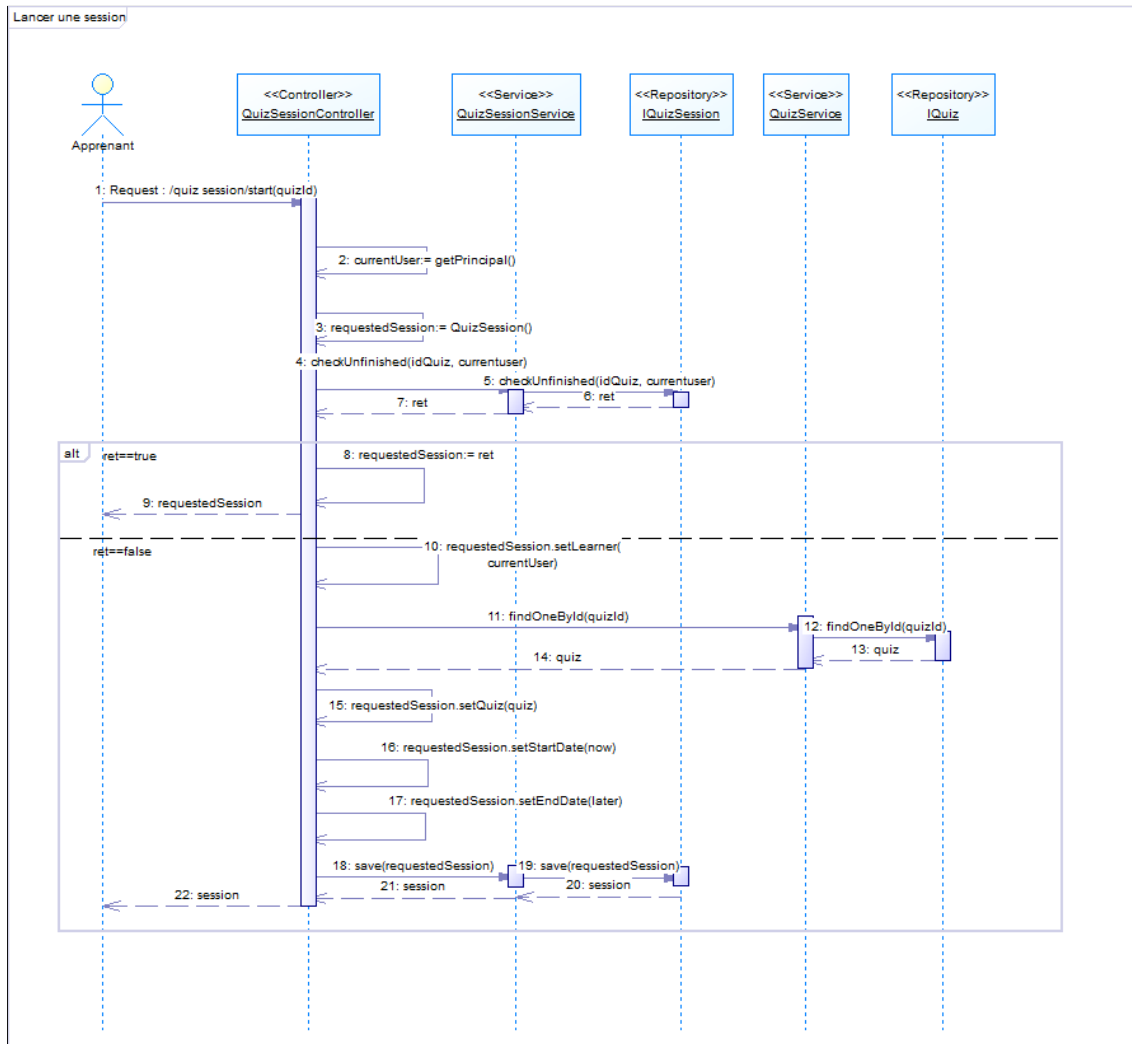 Lancer une session
<<Controller>>
QuizSessionController
<<Service>>
QuizSessionService
<<Repository>>
IQuizSession
<<Service>>
QuizService
<<Repository>>
IQuiz
Apprenant
1: Request : /quiz session/start(quizId)
2: currentUser:= getPrincipal()
3: requestedSession:= QuizSession()
4: checkUnfinished(idQuiz, currentuser)
5: checkUnfinished(idQuiz, currentuser)
6: ret
7: ret
alt
ret==true
8: requestedSession:= ret
9: requestedSession
ret==false
10: requestedSession.setLearner(
currentUser)
11: findOneById(quizId)
12: findOneById(quizId)
13: quiz
14: quiz
15: requestedSession.setQuiz(quiz)
16: requestedSession.setStartDate(now)
17: requestedSession.setEndDate(later)
18: save(requestedSession)
19: save(requestedSession)
20: session
21: session
22: session